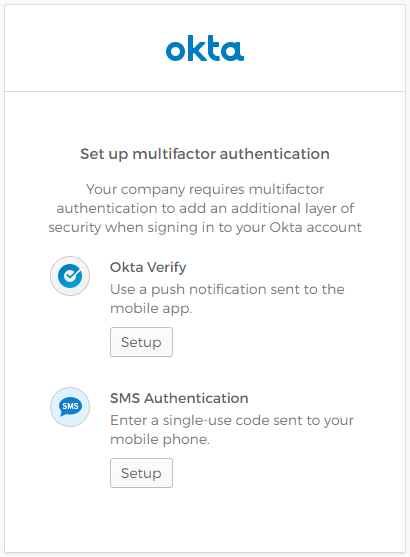 okta
Set up multifactor authentication
Your company requires multifactor
authentication to add an additional layer of
security when signing in to your Okta account
Okta Verify
Use a push notification sent to the
mobile app.
Setup
SMS
SMS Authentication
Enter a single-use code sent to your
mobile phone.
Setup